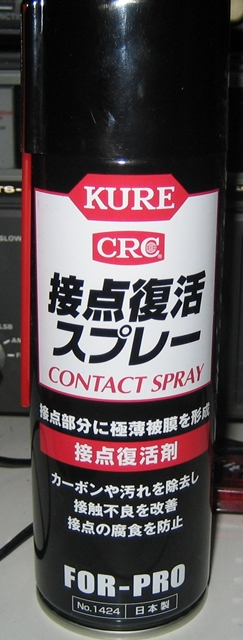 KURE
CRC
接点復活
スプレー
CONTACT SPRAY
接点部分に極薄被膜を形成
接点復活剤
カーボンや汚れを除去し
接触不良を改善
接点の腐食を防止
FOR-PRO
No.1424 日本製
SLOW